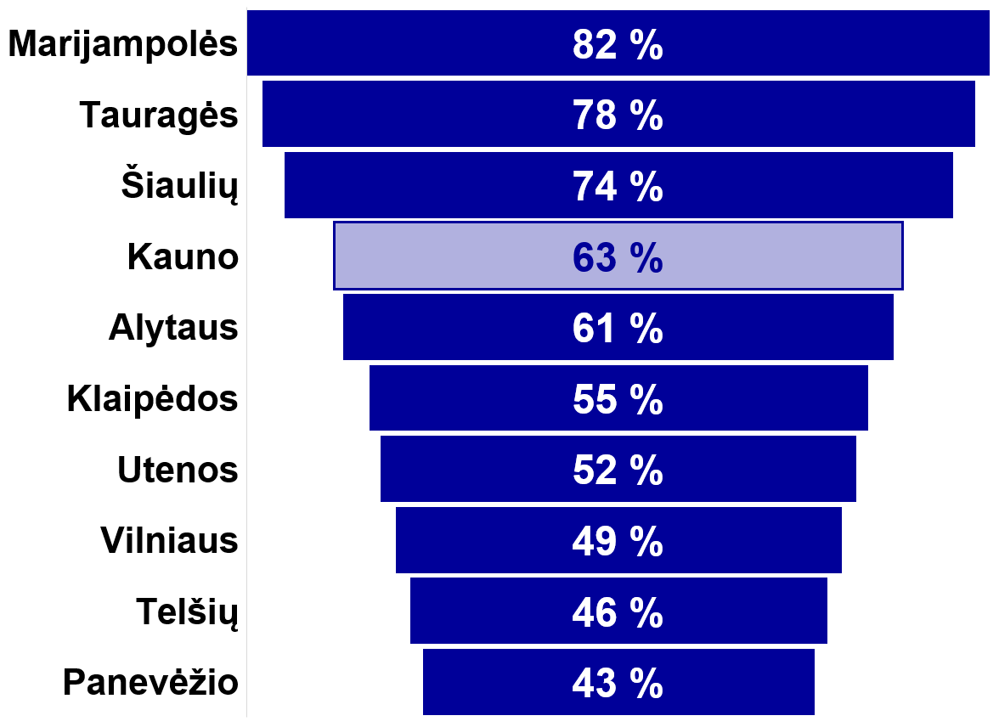 Marijampolės 82 %
Tauragės 78 %
Šiaulių 74 %
Kauno 63 %
Alytaus 61 %
Klaipėdos 55 %
Utenos 52 %
Vilniaus 49 %
Telšių 46 %
Panevėžio 43 %